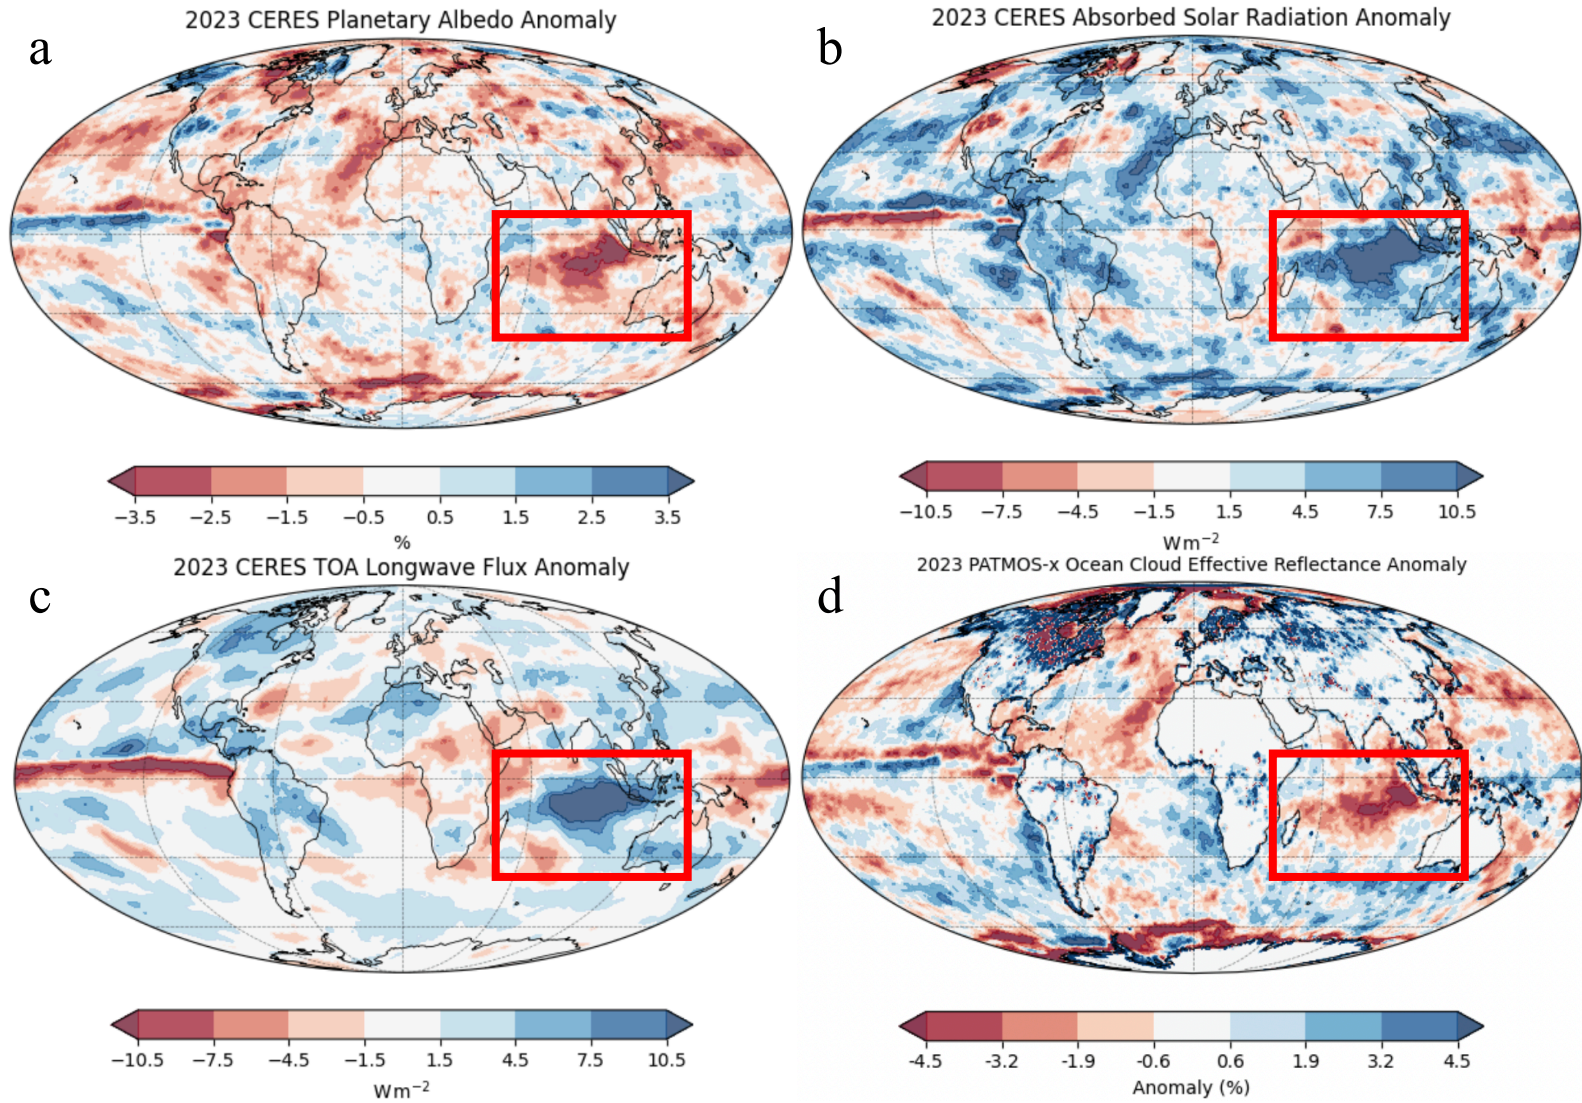 2023 CERES Planetary Albedo Anomaly
a
−3.5 −2.5 −1.5 −0.5 0.5 1.5 2.5 3.5
%
2023 CERES Absorbed Solar Radiation Anomaly
b
−10.5 −7.5 −4.5 −1.5 1.5 4.5 7.5 10.5
Wm−2
2023 CERES TOA Longwave Flux Anomaly
c
−10.5 −7.5 −4.5 −1.5 1.5 4.5 7.5 10.5
Wm−2
2023 PATMOS-x Ocean Cloud Effective Reflectance Anomaly
d
-4.5 -3.2 -1.9 -0.6 0.6 1.9 3.2 4.5
Anomaly (%)